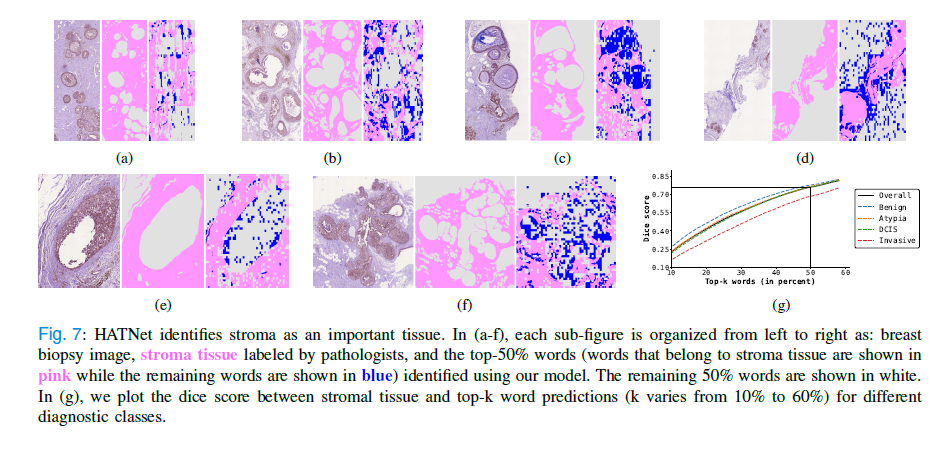 (a)
(b)
(c)
(d)
(e)
(f)
0.85
0.70
0.55
0.40
0.25
0.10
Dice score
10 20 30 40 50 60
Top-k words (in percent)
Overall
Benign
Atypia
DCIS
Invasive
(g)
Fig. 7: HATNet identifies stroma as an important tissue. In (a-f), each sub-figure is organized from left to right as: breast
biopsy image, stroma tissue labeled by pathologists, and the top-50% words (words that belong to stroma tissue are shown in
pink while the remaining words are shown in blue) identified using our model. The remaining 50% words are shown in white.
In (g), we plot the dice score between stromal tissue and top-k word predictions (k varies from 10% to 60%) for different
diagnostic classes.